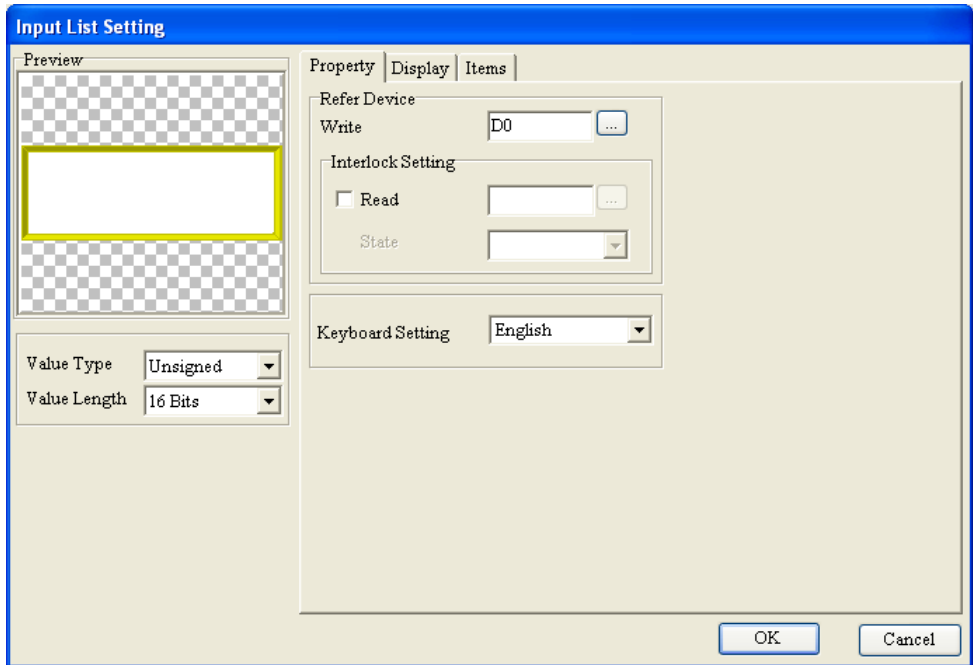 Input List Setting
Preview
Property Display Items
Refer Device
Write D0 ...
Interlock Setting
Read ...
State
Keyboard Setting English
Value Type Unsigned
Value Length 16 Bits
OK Cancel